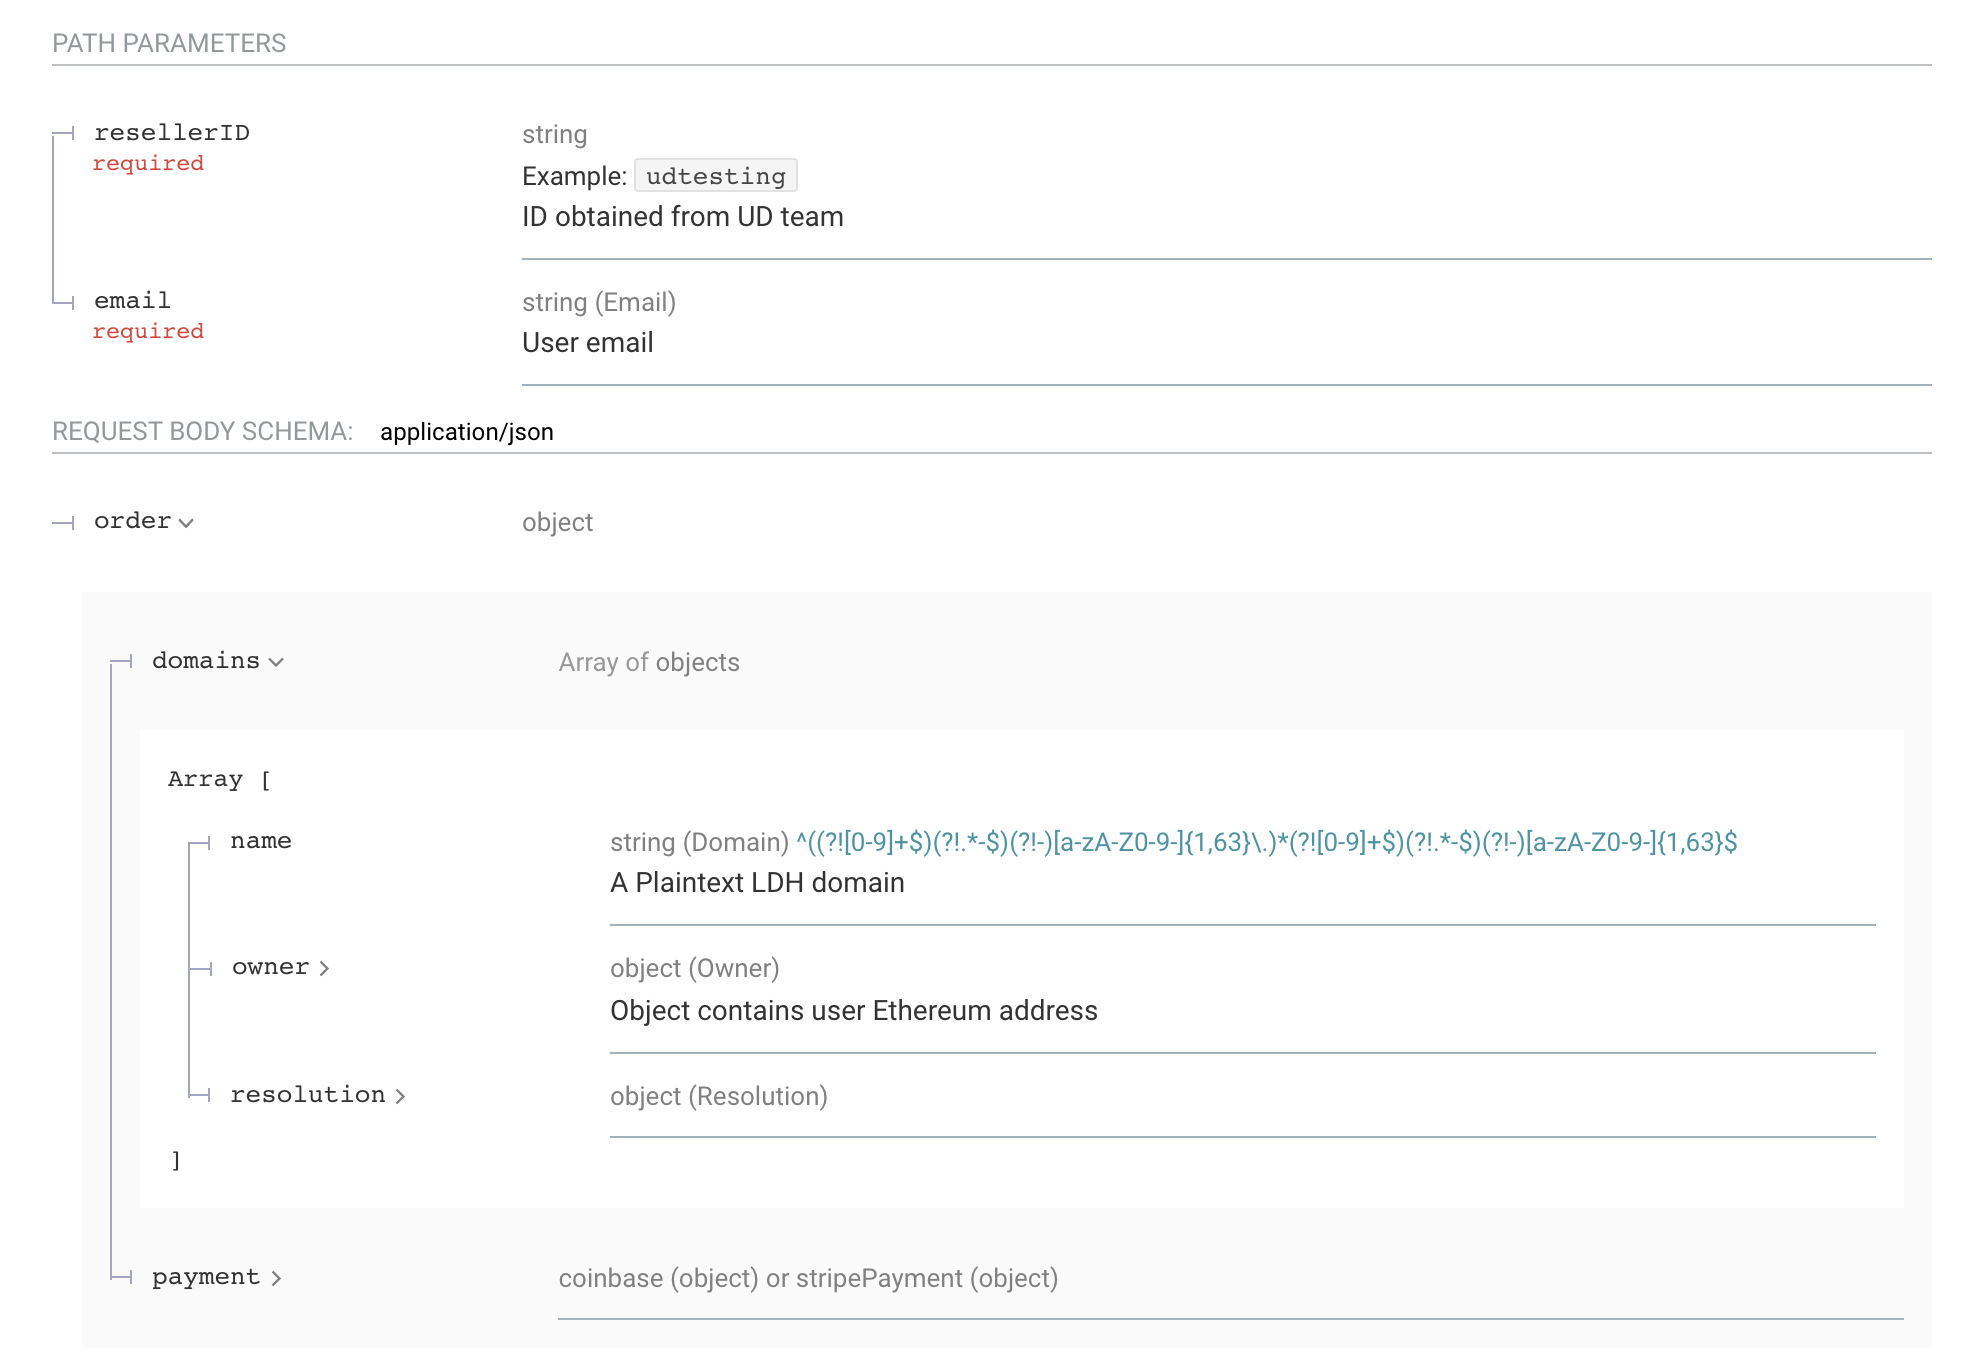 PATH PARAMETERS
resellerID string
required Example: udtesting
ID obtained from UD team
email string (Email)
required User email
REQUEST BODY SCHEMA: application/json
order object
domains Array of objects
Array [
name string (Domain) ^((?![0-9]+$)(?!.*-$)(?!-)[a-zA-Z0-9-]{1,63}\.)*(?![0-9]+$)(?!.*-$)(?!-)[a-zA-Z0-9-]{1,63}$
A Plaintext LDH domain
owner object (Owner)
Object contains user Ethereum address
resolution object (Resolution)
]
payment coinbase (object) or stripePayment (object)